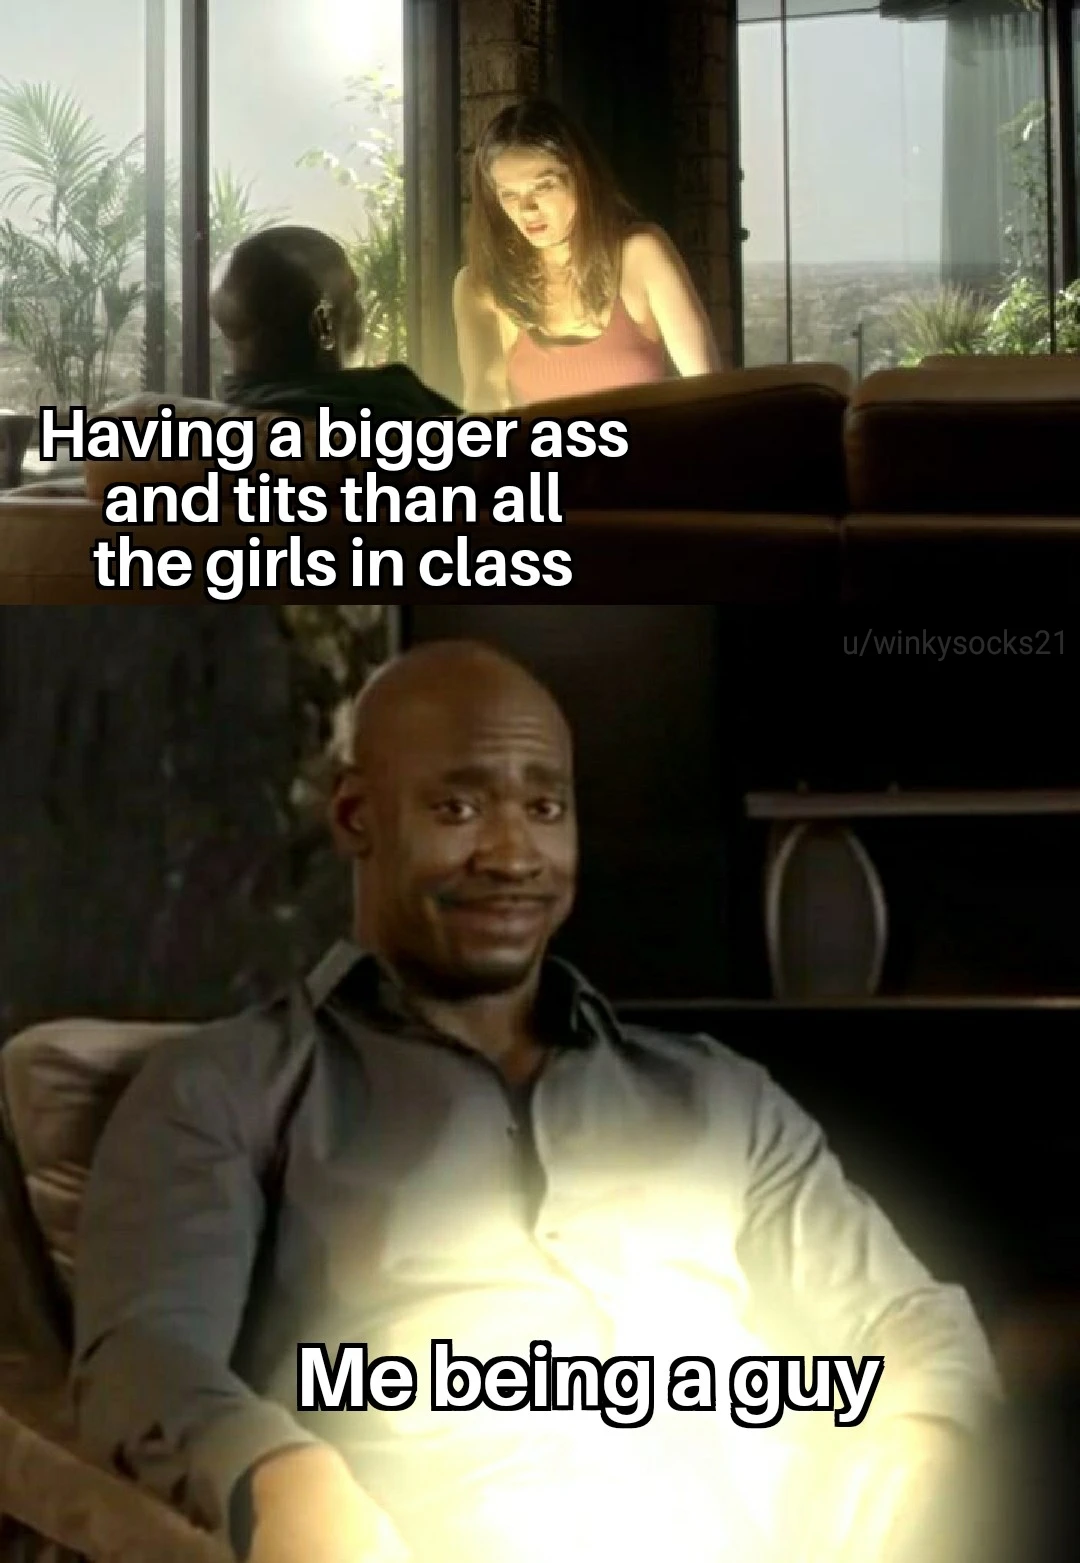 Having a bigger ass
and tits than all
the girls in class
u/winkysocks21
Me being a guy